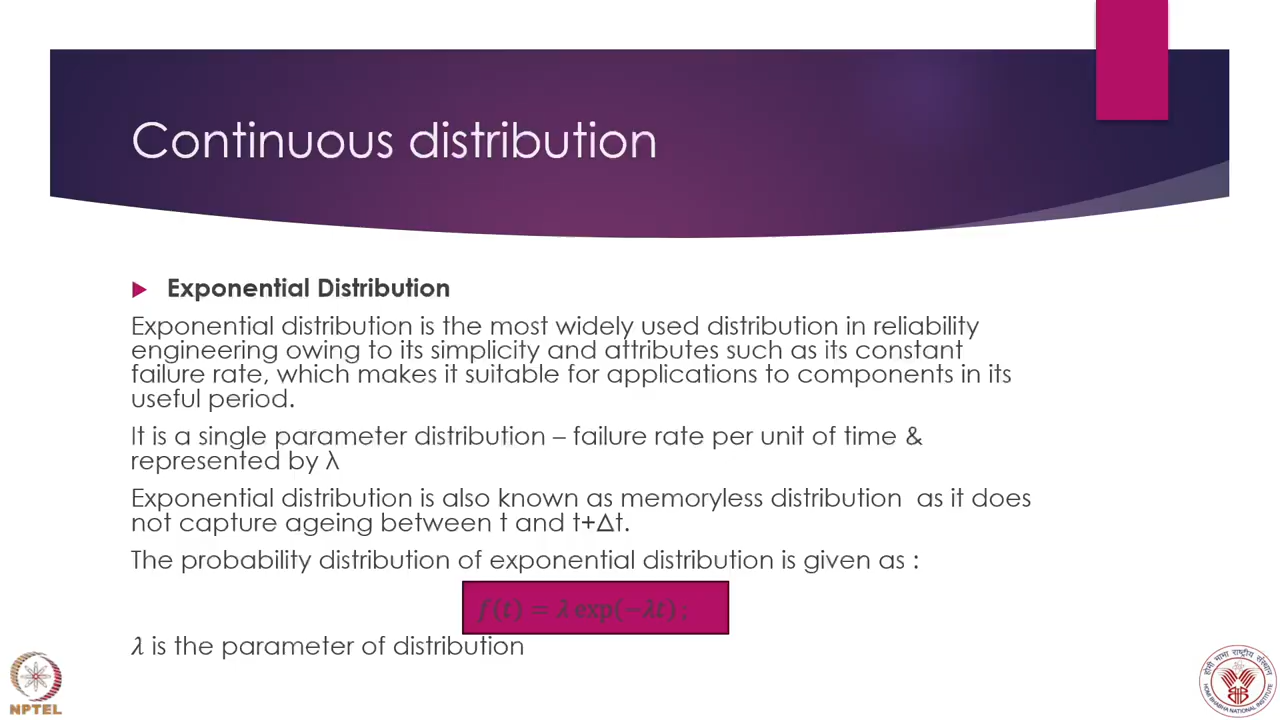 Continuous distribution
Exponential Distribution
Exponential distribution is the most widely used distribution in reliability
engineering owing to its simplicity and attributes such as its constant
failure rate, which makes it suitable for applications to components in its
useful period.
It is a single parameter distribution – failure rate per unit of time &
represented by λ
Exponential distribution is also known as memoryless distribution as it does
not capture ageing between t and t+Δt.
The probability distribution of exponential distribution is given as :
f(t) = λ exp(−λt) ;
λ is the parameter of distribution
NPTEL
होमी भाभा राष्ट्रीय संस्थान
HOMI BHABHA NATIONAL INSTITUTE